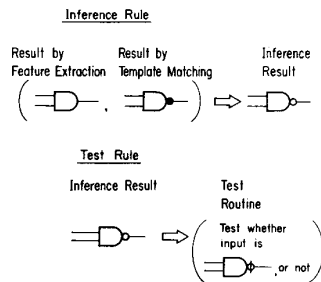 Inference Rule
Result by Result by Inference
Feature Extraction Template Matching Result
( , )
Test Rule
Inference Result Test
Routine
Test whether
input is
, or not